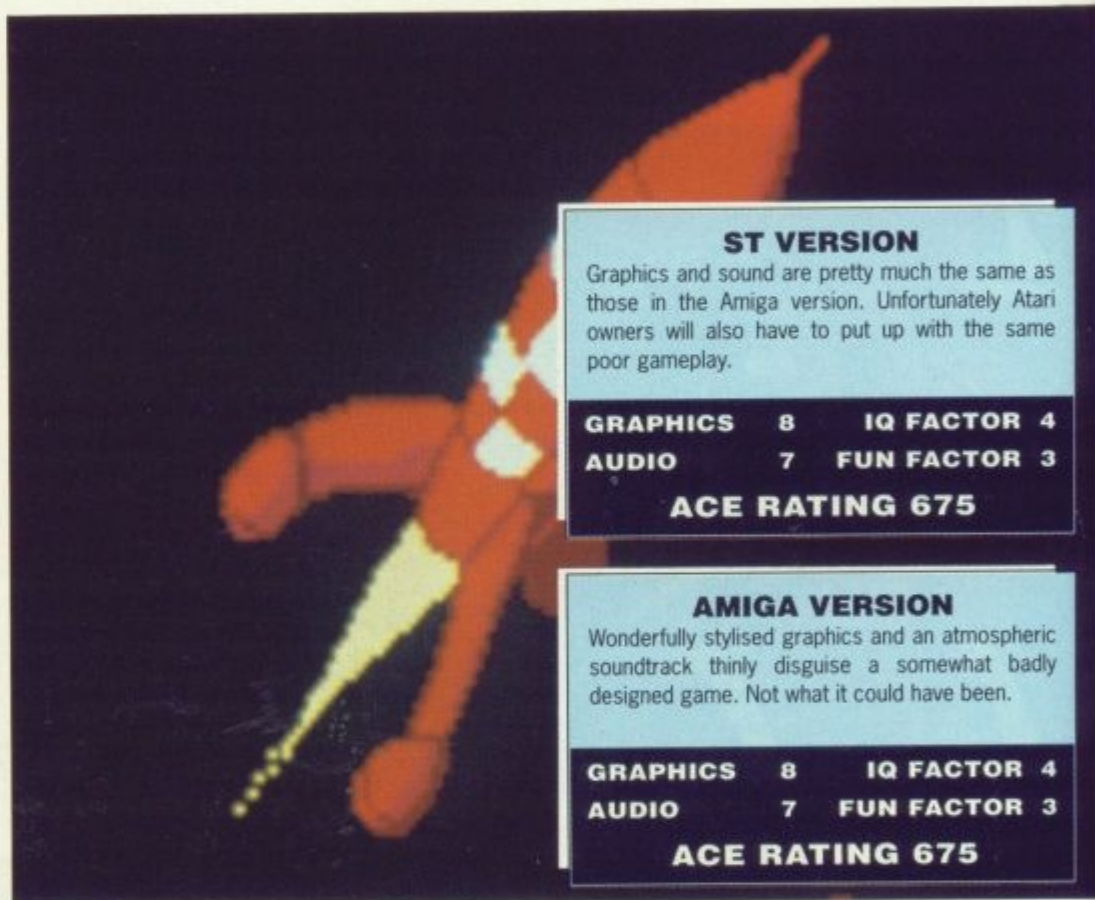 ST VERSION
Graphics and sound are pretty much the same as
those in the Amiga version. Unfortunately Atari
owners will also have to put up with the same
poor gameplay.
GRAPHICS 8 IQ FACTOR 4
AUDIO 7 FUN FACTOR 3
ACE RATING 675
AMIGA VERSION
Wonderfully stylised graphics and an atmospheric
soundtrack thinly disguise a somewhat badly
designed game. Not what it could have been.
GRAPHICS 8 IQ FACTOR 4
AUDIO 7 FUN FACTOR 3
ACE RATING 675